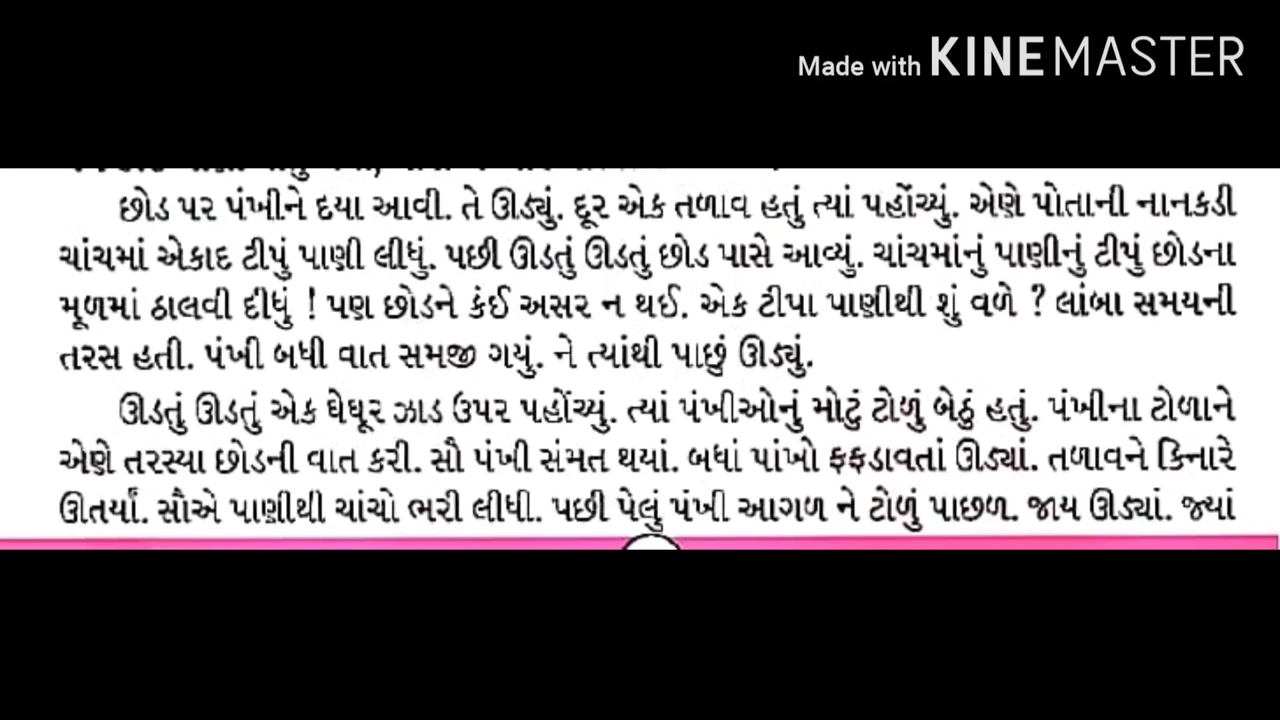 Made with KINEMASTER
છોડ પર પંખીને દયા આવી. તે ઊડ્યું. દૂર એક તળાવ હતું ત્યાં પહોંચ્યું. એણે પોતાની નાનકડી
ચાંચમાં એકાદ ટીપું પાણી લીધું. પછી ઊડતું ઊડતું છોડ પાસે આવ્યું. ચાંચમાંનું પાણીનું ટીપું છોડના
મૂળમાં ઠાલવી દીધું ! પણ છોડને કંઈ અસર ન થઈ. એક ટીપા પાણીથી શું વળે ? લાંબા સમયની
તરસ હતી. પંખી બધી વાત સમજી ગયું. ને ત્યાંથી પાછું ઊડ્યું.
ઊડતું ઊડતું એક ઘેઘૂર ઝાડ ઉપર પહોંચ્યું. ત્યાં પંખીઓનું મોટું ટોળું બેઠું હતું. પંખીના ટોળાને
એણે તરસ્યા છોડની વાત કરી. સૌ પંખી સંમત થયાં. બધાં પાંખો ફફડાવતાં ઊડ્યાં. તળાવને કિનારે
ઊતર્યાં. સૌએ પાણીથી ચાંચો ભરી લીધી. પછી પેલું પંખી આગળ ને ટોળું પાછળ. જાય ઊડ્યાં. જ્યાં